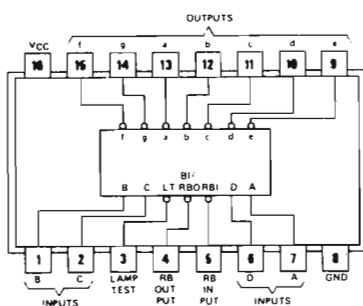 OUTPUTS
VCC f g a b c d e
16 15 14 13 12 11 10 9
f g a b c d e
BI/
B C LT RBO RBI D A
1 2 3 4 5 6 7 8
B C LAMP RB RB D A GND
INPUTS TEST OUT IN INPUTS
PUT PUT